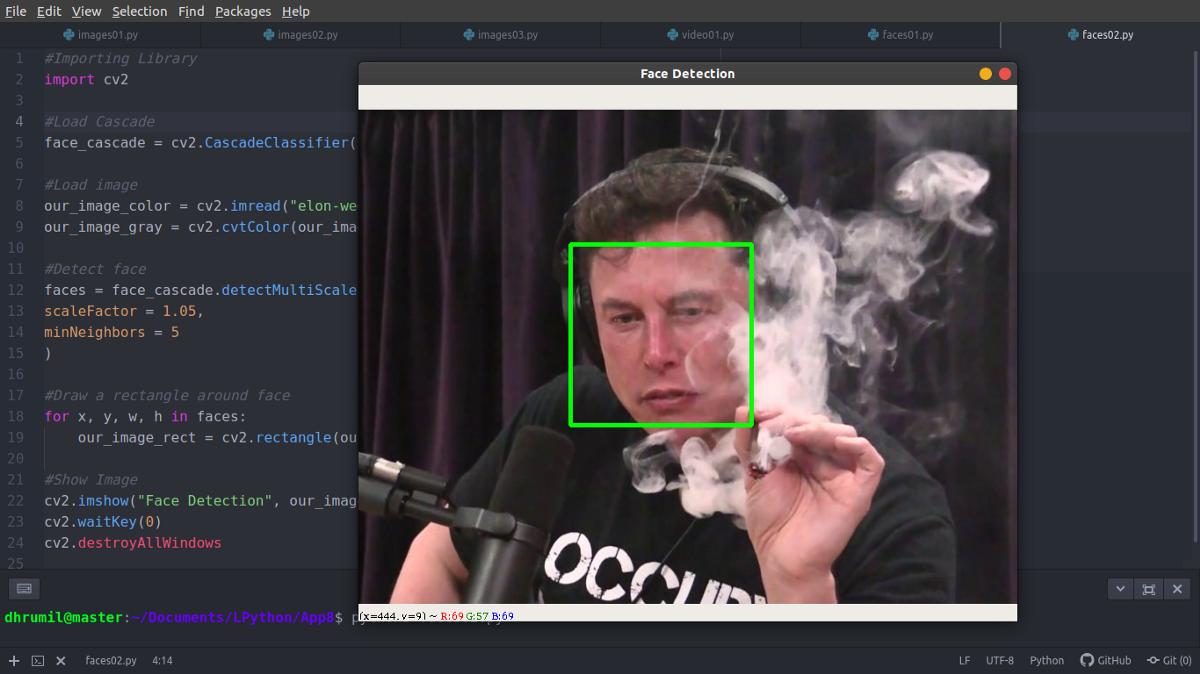 File Edit View Selection Find Packages Help
images01.py images02.py images03.py video01.py faces01.py faces02.py
Face Detection
1 #Importing Library
2 import cv2
3
4 #Load Cascade
5 face_cascade = cv2.CascadeClassifier(
6
7 #Load image
8 our_image_color = cv2.imread("elon-we
9 our_image_gray = cv2.cvtColor(our_ima
10
11 #Detect face
12 faces = face_cascade.detectMultiScale
13 scaleFactor = 1.05,
14 minNeighbors = 5
15 )
16
17 #Draw a rectangle around face
18 for x, y, w, h in faces:
19 our_image_rect = cv2.rectangle(ou
20
21 #Show Image
22 cv2.imshow("Face Detection", our_imag
23 cv2.waitKey(0)
24 cv2.destroyAllWindows
25
OCCUP
(x=444, y=9) ~ R:69 G:57 B:69
dhrumil@master:~/Documents/LPython/App8$
faces02.py 4:14 LF UTF-8 Python GitHub Git (0)